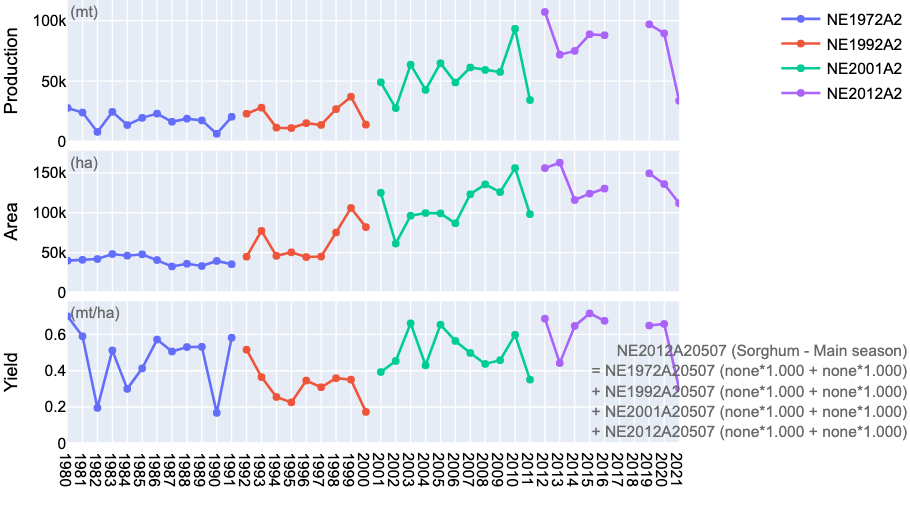 (mt)
Production
100k
50k
0
NE1972A2
NE1992A2
NE2001A2
NE2012A2
(ha)
Area
150k
100k
50k
0
(mt/ha)
Yield
0.6
0.4
0.2
0
NE2012A20507 (Sorghum - Main season)
= NE1972A20507 (none*1.000 + none*1.000)
+ NE1992A20507 (none*1.000 + none*1.000)
+ NE2001A20507 (none*1.000 + none*1.000)
+ NE2012A20507 (none*1.000 + none*1.000)
1980
1981
1982
1983
1984
1985
1986
1987
1988
1989
1990
1991
1992
1993
1994
1995
1996
1997
1998
1999
2000
2001
2002
2003
2004
2005
2006
2007
2008
2009
2010
2011
2012
2013
2014
2015
2016
2017
2018
2019
2020
2021